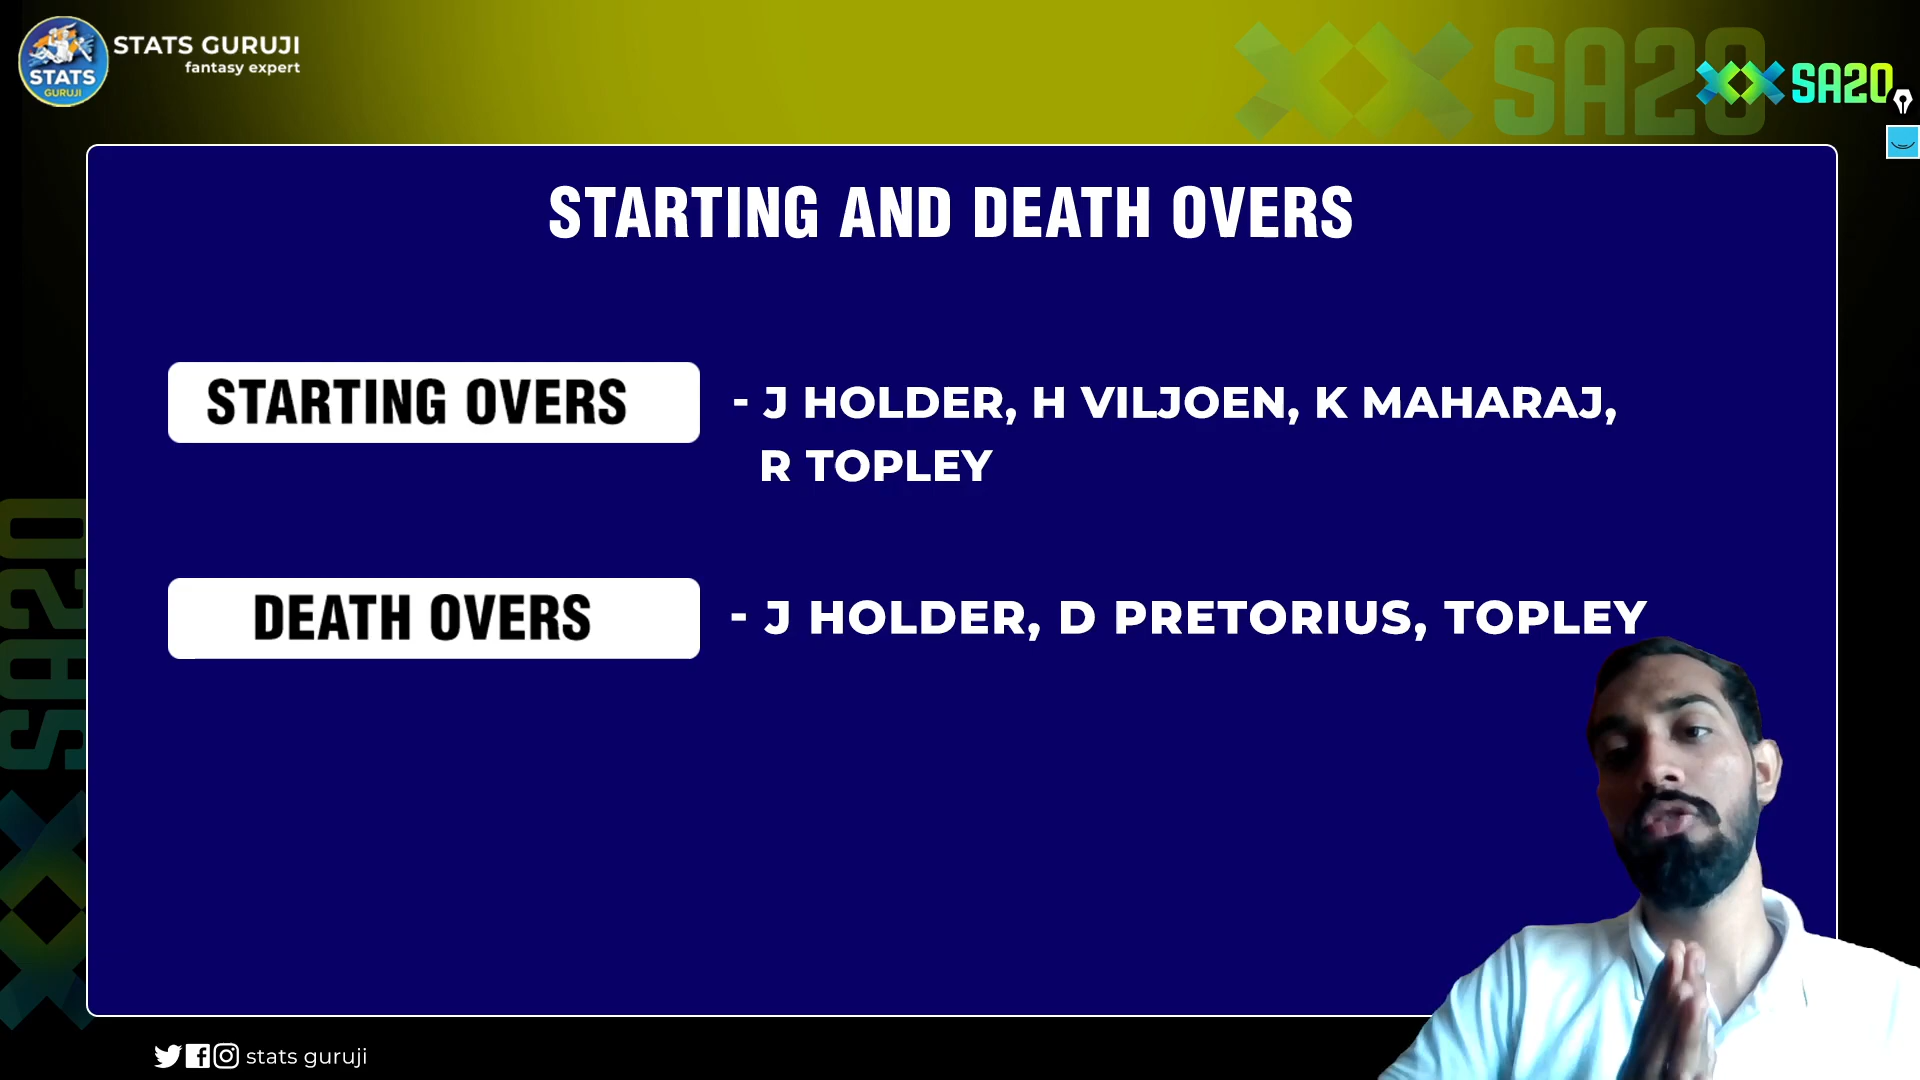 STATS GURUJI
fantasy expert
STATS
GURUJI
SA20
SA20
STARTING AND DEATH OVERS
STARTING OVERS
- J HOLDER, H VILJOEN, K MAHARAJ,
R TOPLEY
DEATH OVERS
- J HOLDER, D PRETORIUS, TOPLEY
SA20
stats guruji